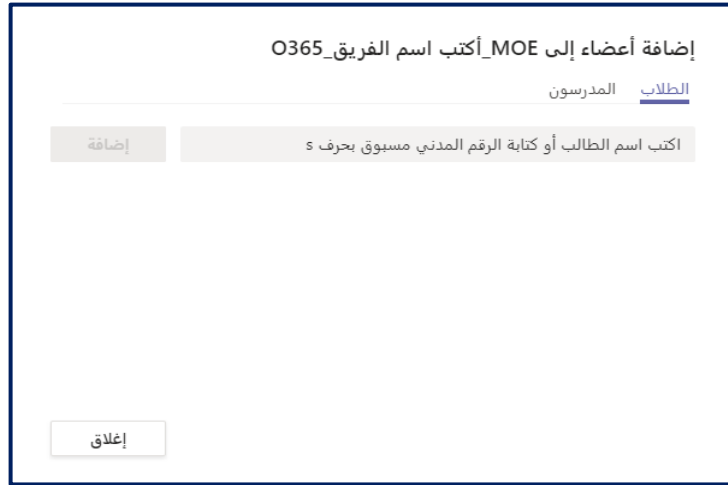 إضافة أعضاء إلى MOE_أكتب اسم الفريق_O365
الطلاب المدرسون
اكتب اسم الطالب أو كتابة الرقم المدني مسبوق بحرف s إضافة
إغلاق